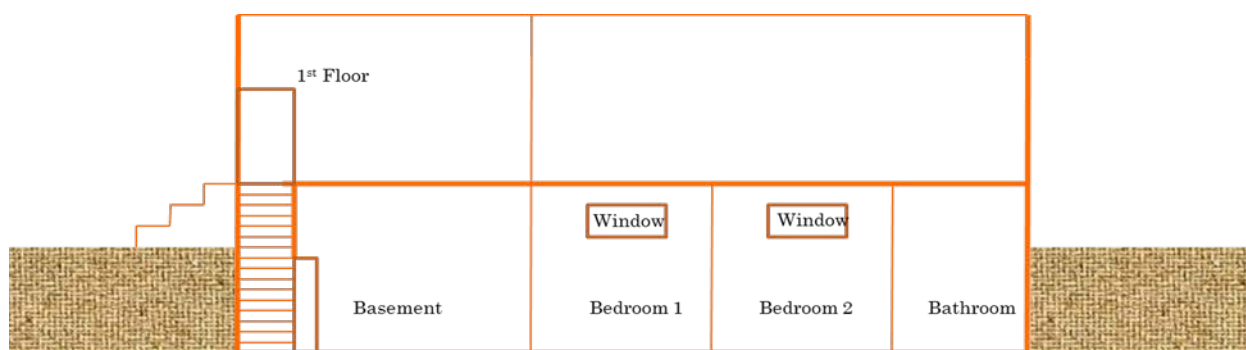 1st Floor
Window
Window
Basement
Bedroom 1
Bedroom 2
Bathroom